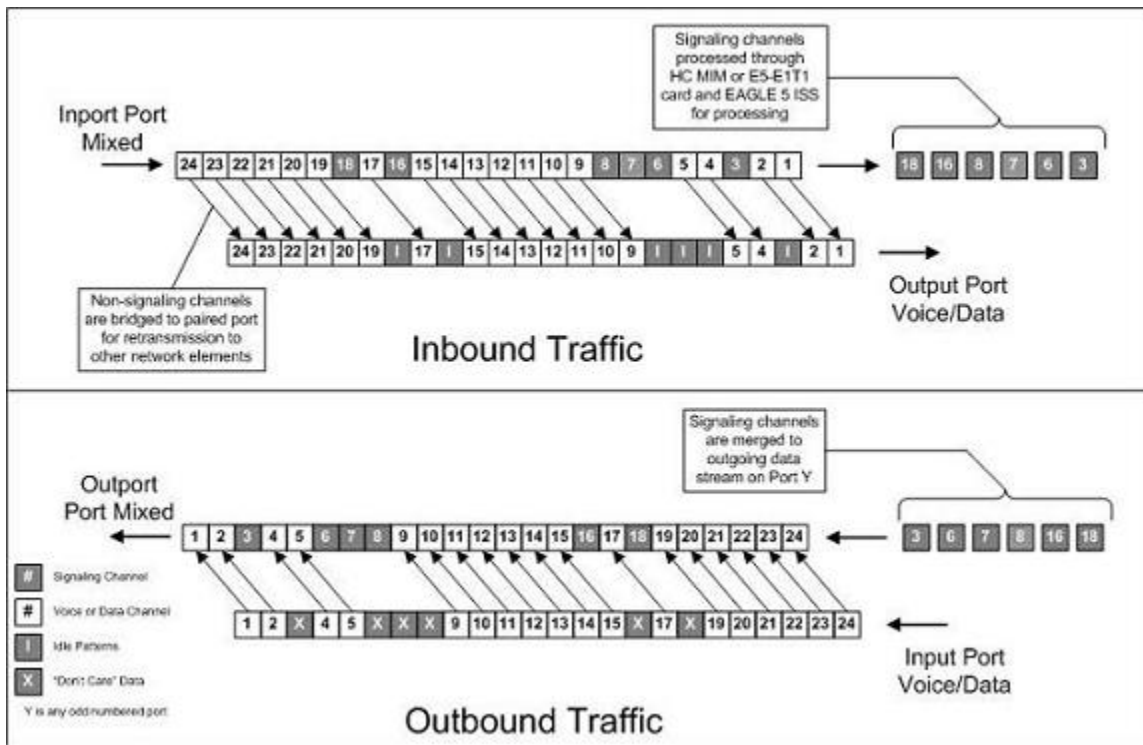 Signaling channels
processed through
HC MIM or E5-E1T1
card and EAGLE 5 ISS
for processing
Inport Port
Mixed
24 23 22 21 20 19 18 17 16 15 14 13 12 11 10 9 8 7 6 5 4 3 2 1
18 16 8 7 6 3
24 23 22 21 20 19 I 17 I 15 14 13 12 11 10 9 I I I 5 4 I 2 1
Output Port
Voice/Data
Non-signaling channels
are bridged to paired port
for retransmission to
other network elements
Inbound Traffic
Signaling channels
are merged to
outgoing data
stream on Port Y
Outport
Port Mixed
1 2 3 4 5 6 7 8 9 10 11 12 13 14 15 16 17 18 19 20 21 22 23 24
3 6 7 8 16 18
# Signaling Channel
# Voice or Data Channel
I Idle Patterns
X "Don't Care" Data
Y is any odd numbered port
1 2 X 4 5 X X X 9 10 11 12 13 14 15 X 17 X 19 20 21 22 23 24
Input Port
Voice/Data
Outbound Traffic